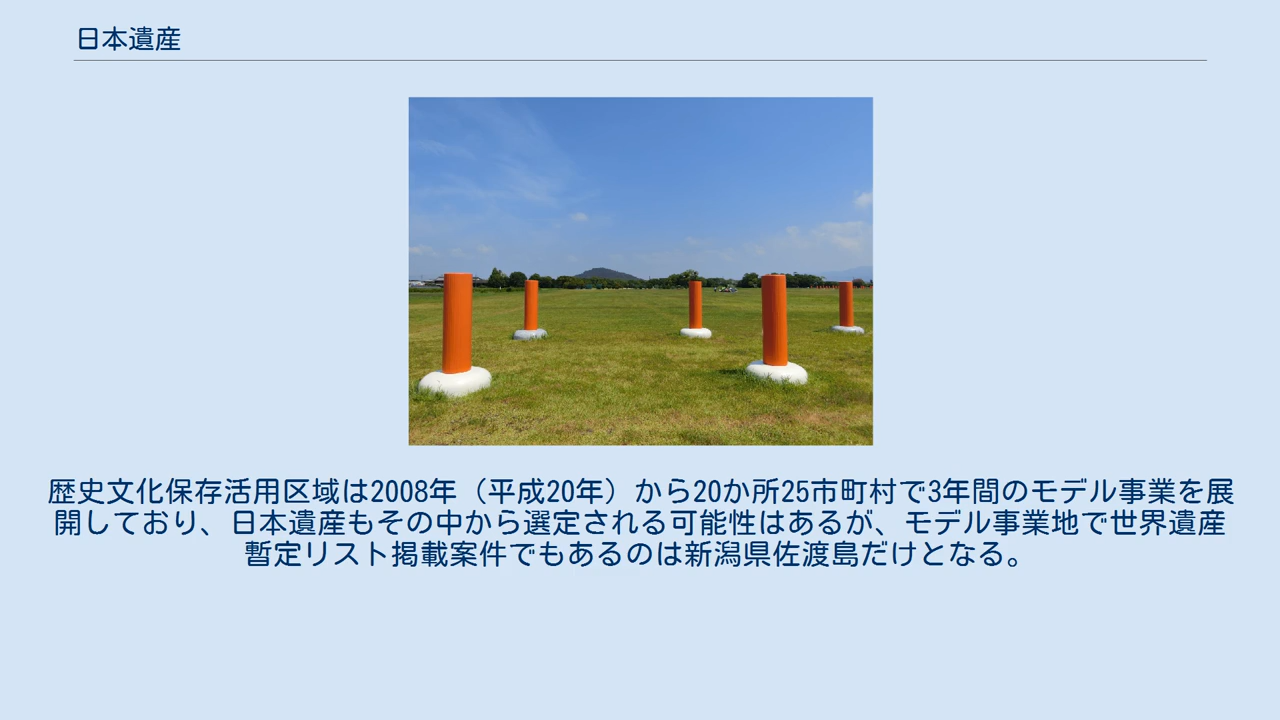 日本遺産
歴史文化保存活用区域は2008年（平成20年）から20か所25市町村で3年間のモデル事業を展
開しており、日本遺産もその中から選定される可能性はあるが、モデル事業地で世界遺産
暫定リスト掲載案件でもあるのは新潟県佐渡島だけとなる。